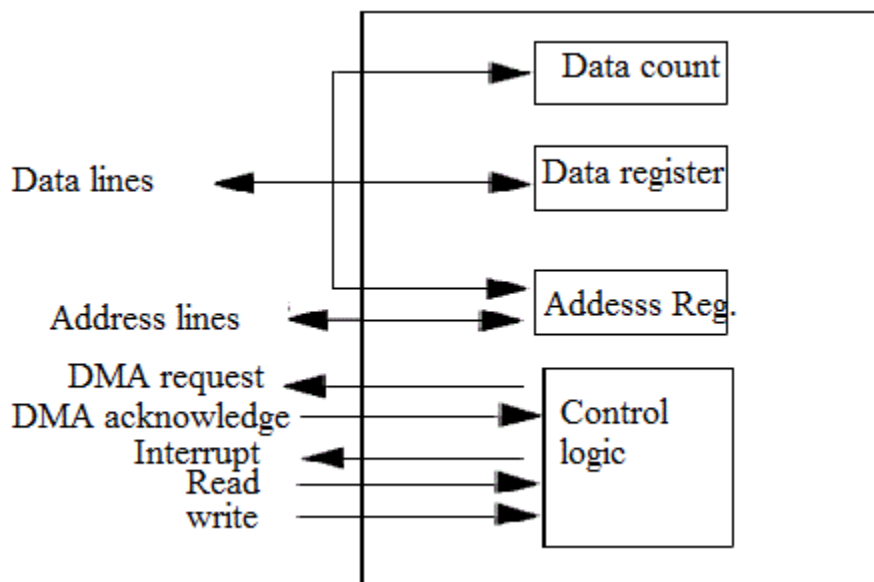 Data count
Data lines
Data register
Address lines
Addesss Reg.
DMA request
DMA acknowledge
Interrupt
Read
write
Control
logic